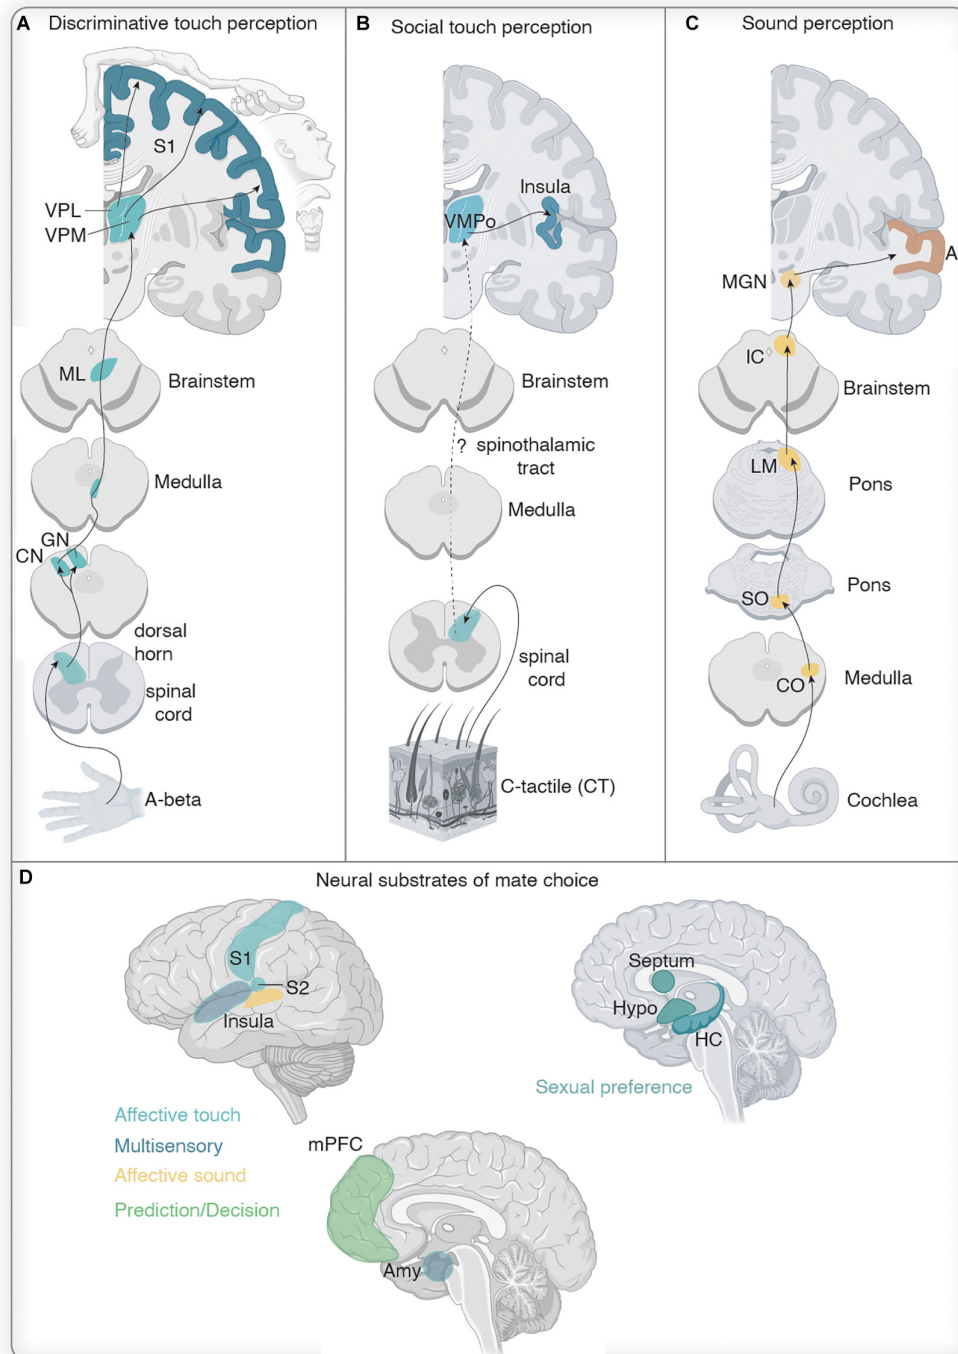 A Discriminative touch perception
S1
VPL
VPM
ML
Brainstem
Medulla
GN
CN
dorsal
horn
spinal
cord
A-beta
B Social touch perception
Insula
VMPo
Brainstem
? spinothalamic
tract
Medulla
spinal
cord
C-tactile (CT)
C Sound perception
A
MGN
IC
Brainstem
LM
Pons
SO
Pons
CO
Medulla
Cochlea
D Neural substrates of mate choice
S1
S2
Insula
Septum
Hypo
HC
Sexual preference
Affective touch
Multisensory
Affective sound
Prediction/Decision
mPFC
Amy